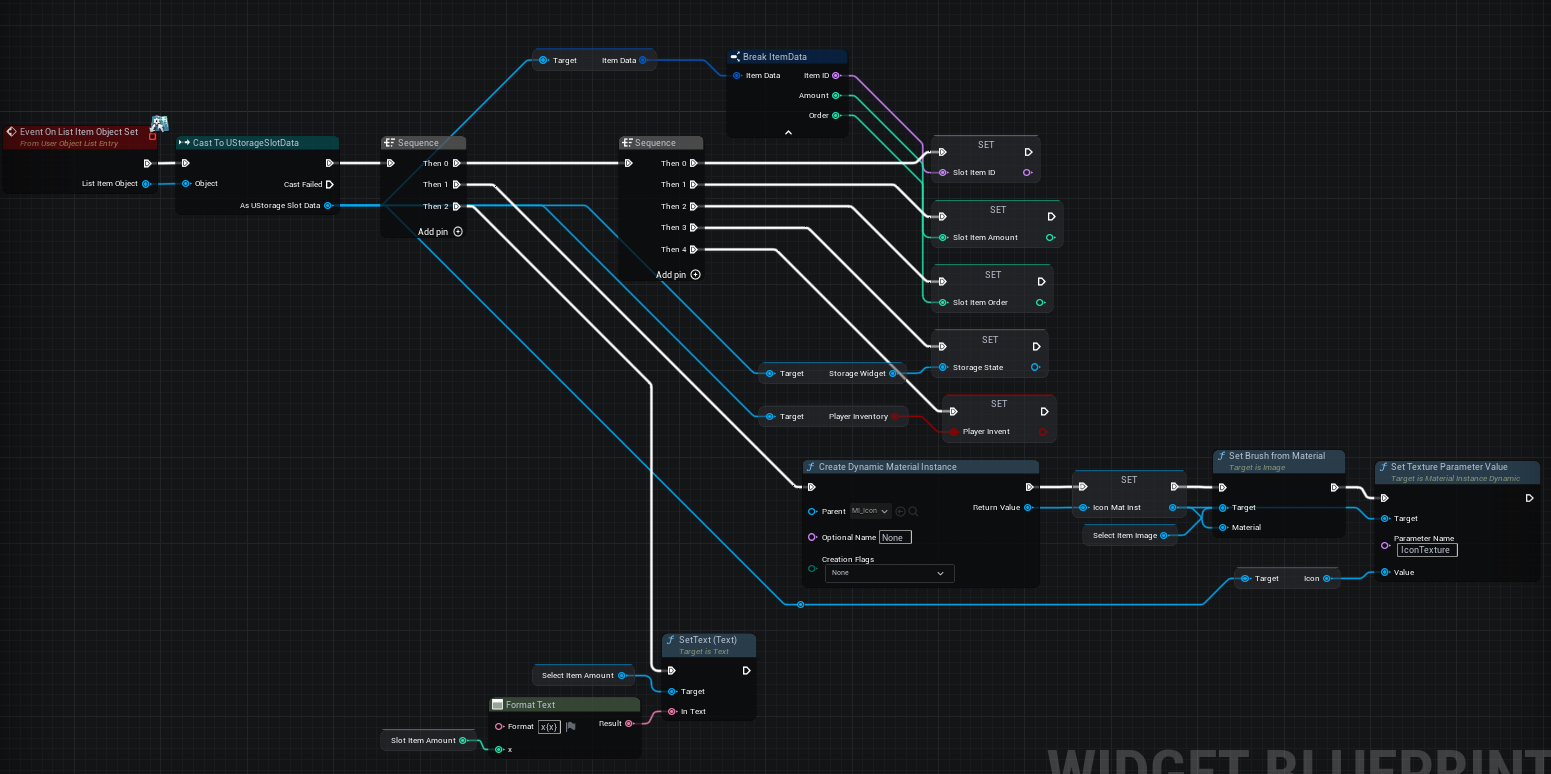 Target Item Data
Break ItemData
Item Data Item ID
Amount
Order
Event On List Item Object Set
From User Object List Entry
List Item Object
Cast To UStorageSlotData
Object
Cast Failed
As UStorage Slot Data
Sequence
Then 0
Then 1
Then 2
Add pin
Sequence
Then 0
Then 1
Then 2
Then 3
Then 4
Add pin
SET
Slot Item ID
SET
Slot Item Amount
SET
Slot Item Order
SET
Storage State
Target Storage Widget
Target Player Inventory
SET
Player Invent
Create Dynamic Material Instance
Parent MI_Icon
Return Value
Optional Name None
Creation Flags
None
SET
Icon Mat Inst
Select Item Image
Set Brush from Material
Target is Image
Target
Material
Set Texture Parameter Value
Target is Material Instance Dynamic
Target
Parameter Name
IconTexture
Value
Target Icon
SetText (Text)
Target is Text
Target
In Text
Select Item Amount
Format Text
Format x{x}
Result
x
Slot Item Amount
WIDGET BLUEPRINT